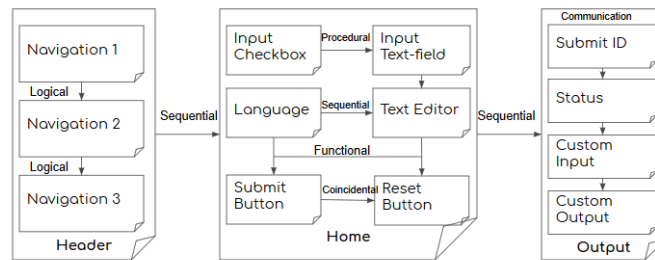 Navigation 1
Logical
Navigation 2
Logical
Navigation 3
Header
Sequential
Input
Checkbox
Procedural
Input
Text-field
Language
Sequential
Text Editor
Functional
Submit
Button
Coincidental
Reset
Button
Home
Sequential
Communication
Submit ID
Status
Custom
Input
Custom
Output
Output